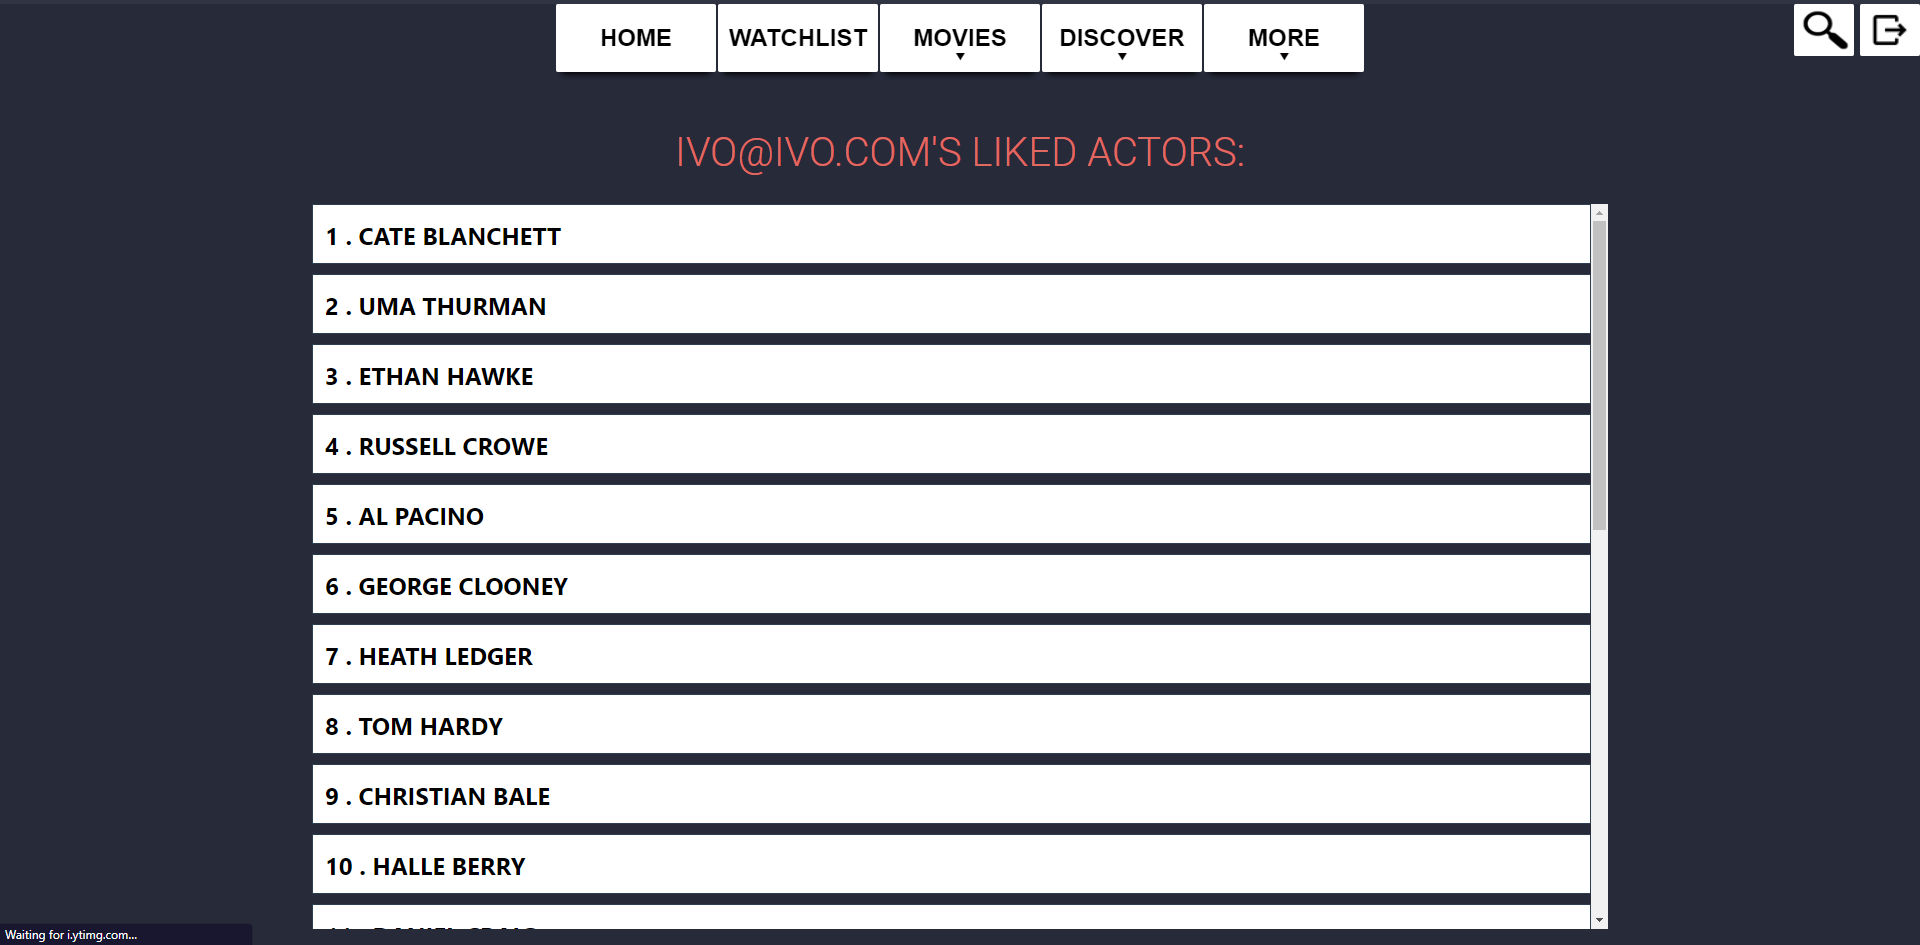 HOME WATCHLIST MOVIES DISCOVER MORE
IVO@IVO.COM'S LIKED ACTORS:
1 . CATE BLANCHETT
2 . UMA THURMAN
3 . ETHAN HAWKE
4 . RUSSELL CROWE
5 . AL PACINO
6 . GEORGE CLOONEY
7 . HEATH LEDGER
8 . TOM HARDY
9 . CHRISTIAN BALE
10 . HALLE BERRY
Waiting for i.ytimg.com...